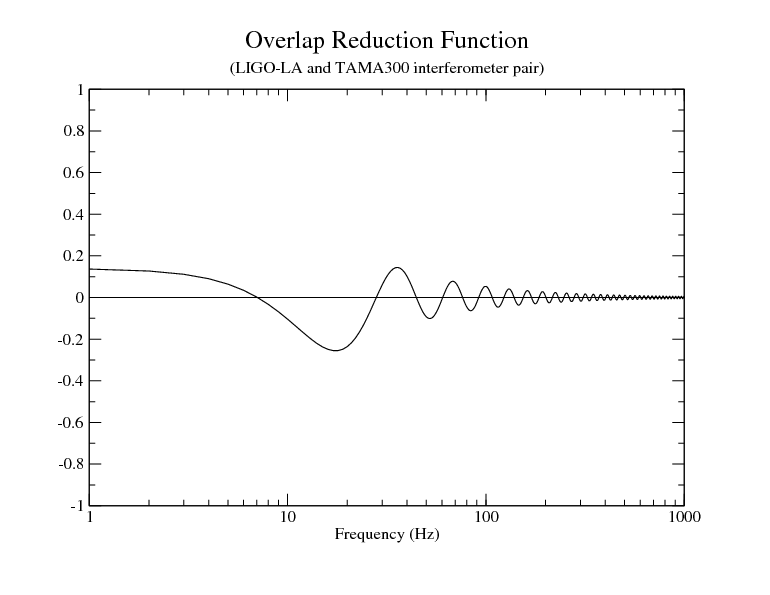 Overlap Reduction Function
(LIGO-LA and TAMA300 interferometer pair)
1
0.8
0.6
0.4
0.2
0
-0.2
-0.4
-0.6
-0.8
-1
1 10 100 1000
Frequency (Hz)